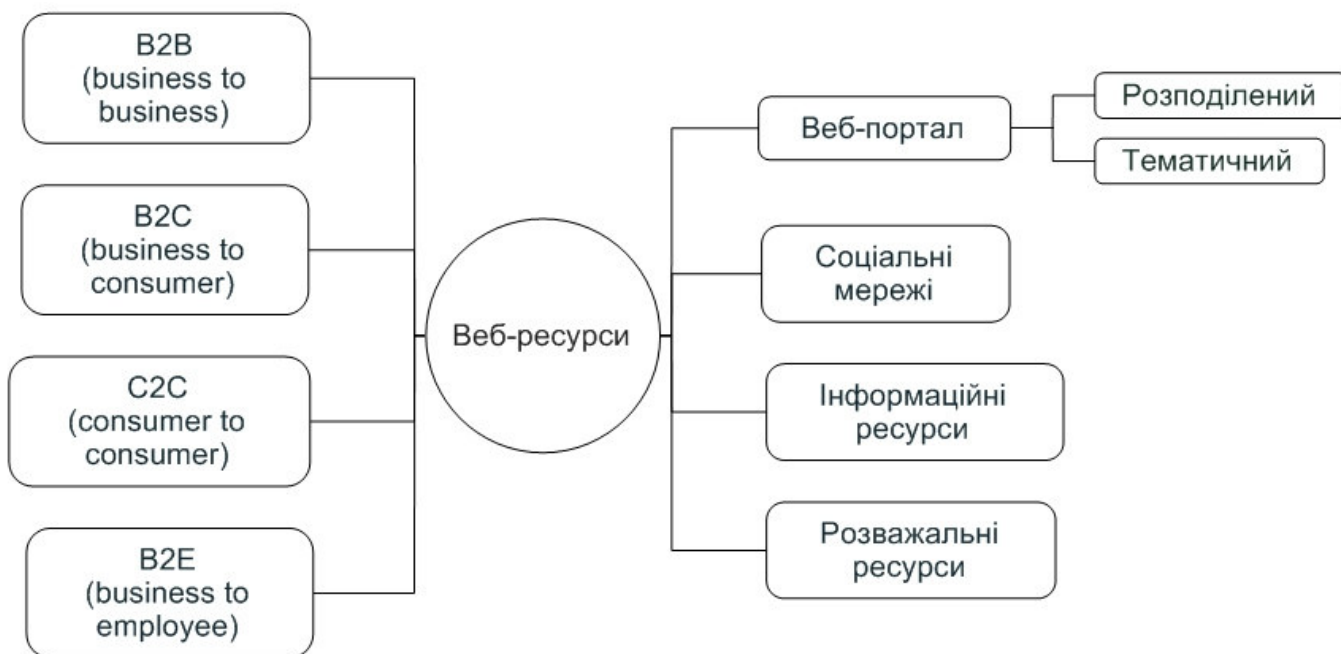 B2B
(business to
business)
B2C
(business to
consumer)
C2C
(consumer to
consumer)
B2E
(business to
employee)
Веб-ресурси
Веб-портал
Розподілений
Тематичний
Соціальні
мережі
Інформаційні
ресурси
Розважальні
ресурси